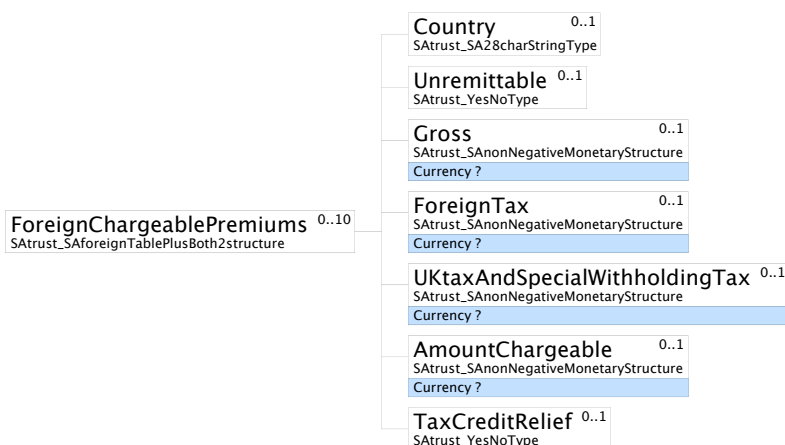 Country 0..1
SAtrust_SA28charStringType
Unremittable 0..1
SAtrust_YesNoType
Gross 0..1
SAtrust_SAnonNegativeMonetaryStructure
Currency ?
ForeignChargeablePremiums 0..10
SAtrust_SAforeignTablePlusBoth2structure
ForeignTax 0..1
SAtrust_SAnonNegativeMonetaryStructure
Currency ?
UKtaxAndSpecialWithholdingTax 0..1
SAtrust_SAnonNegativeMonetaryStructure
Currency ?
AmountChargeable 0..1
SAtrust_SAnonNegativeMonetaryStructure
Currency ?
TaxCreditRelief 0..1
SAtrust_YesNoType